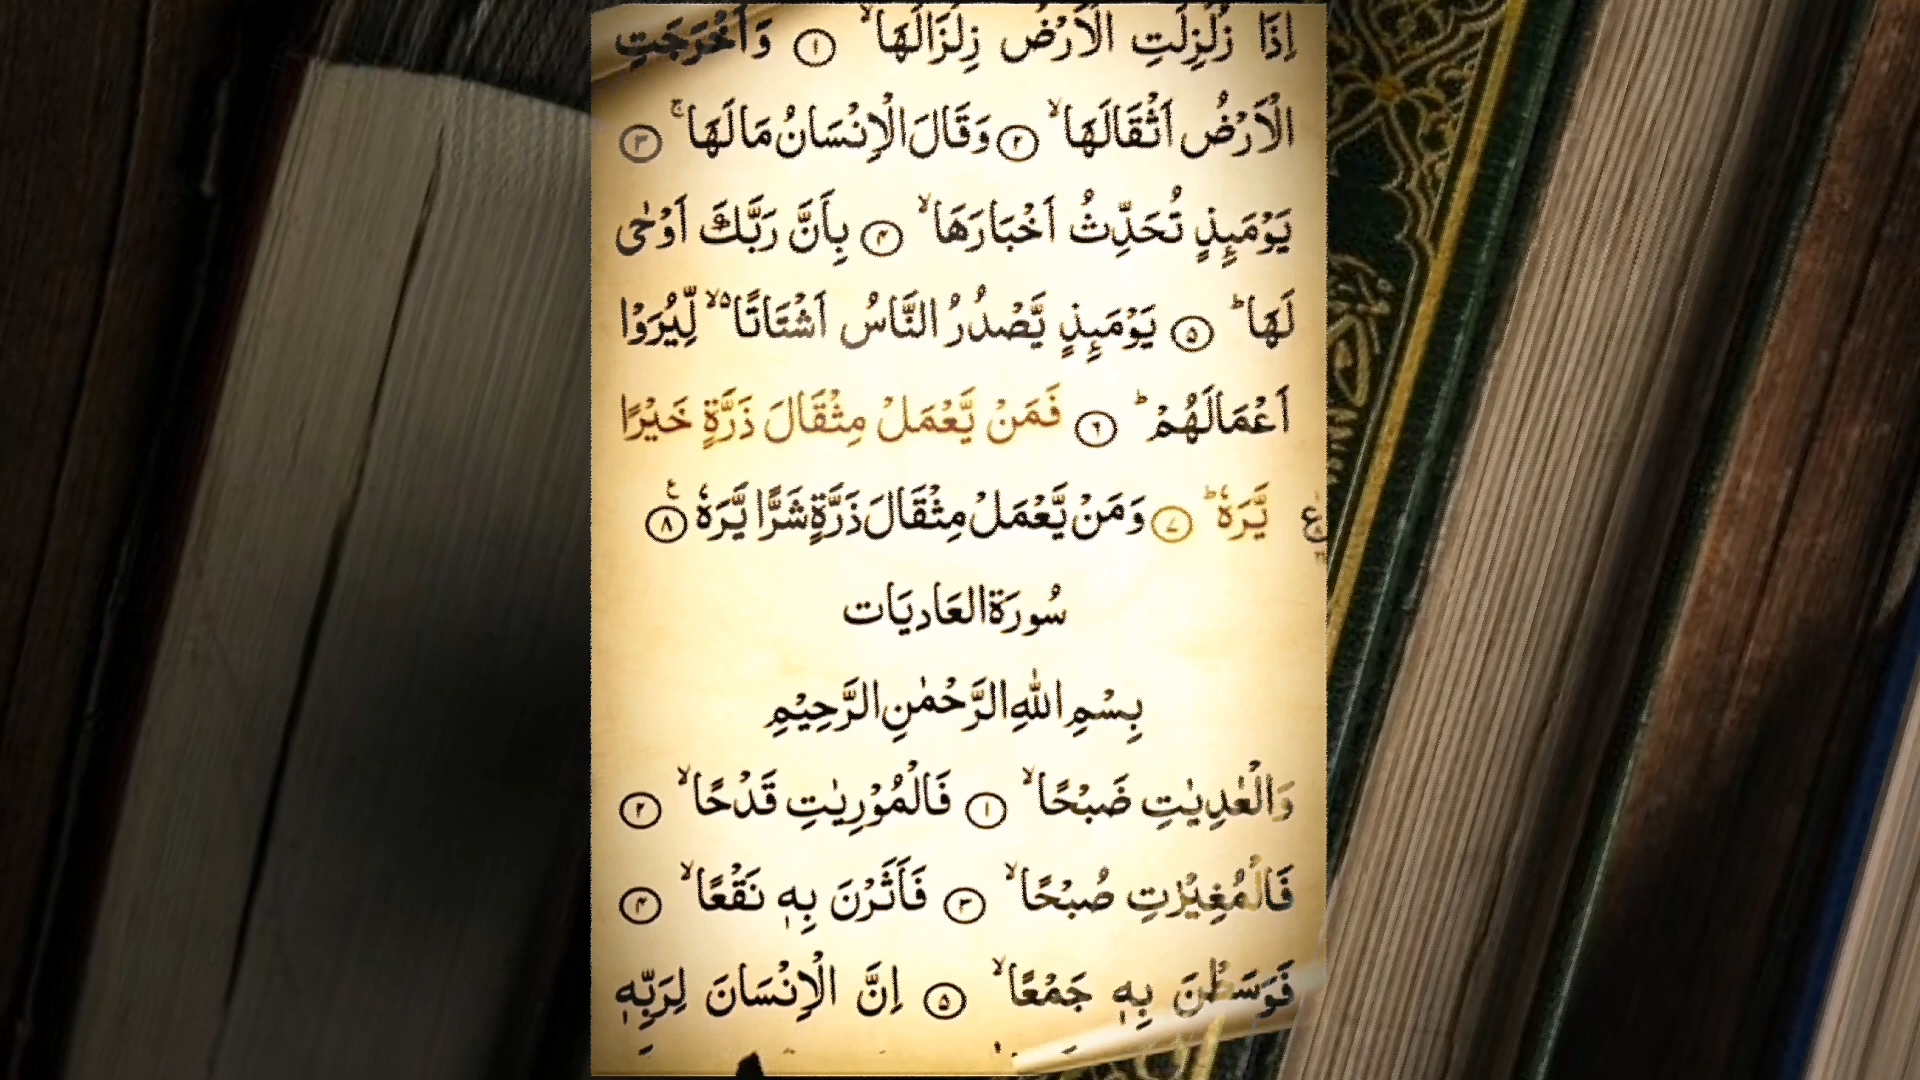 اِذَا زُلْزِلَتِ الْاَرْضُ زِلْزَالَهَا ۙ ۝١ وَاَخْرَجَتِ
الْاَرْضُ اَثْقَالَهَا ۙ ۝٢ وَقَالَ الْاِنْسَانُ مَا لَهَا ۚ ۝٣
يَوْمَىِٕذٍ تُحَدِّثُ اَخْبَارَهَا ۙ ۝٤ بِاَنَّ رَبَّكَ اَوْحٰى
لَهَا ؕ ۝٥ يَوْمَىِٕذٍ يَّصْدُرُ النَّاسُ اَشْتَاتًا ۙ۬ لِّيُرَوْا
اَعْمَالَهُمْ ؕ ۝٦ فَمَنْ يَّعْمَلْ مِثْقَالَ ذَرَّةٍ خَيْرًا
يَّرَهٗ ؕ ۝٧ وَمَنْ يَّعْمَلْ مِثْقَالَ ذَرَّةٍ شَرًّا يَّرَهٗ ۝٨
سُورَة العَادِيَات
بِسْمِ اللّٰهِ الرَّحْمٰنِ الرَّحِيْمِ
وَالْعٰدِيٰتِ ضَبْحًا ۙ ۝١ فَالْمُوْرِيٰتِ قَدْحًا ۙ ۝٢
فَالْمُغِيْرٰتِ صُبْحًا ۙ ۝٣ فَاَثَرْنَ بِهٖ نَقْعًا ۙ ۝٤
فَوَسَطْنَ بِهٖ جَمْعًا ۙ ۝٥ اِنَّ الْاِنْسَانَ لِرَبِّهٖ